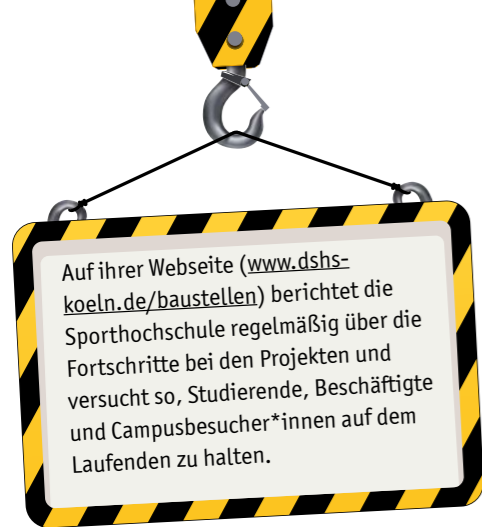 Auf ihrer Webseite (www.dshs-
koeln.de/baustellen) berichtet die
Sporthochschule regelmäßig über die
Fortschritte bei den Projekten und
versucht so, Studierende, Beschäftigte
und Campusbesucher*innen auf dem
Laufenden zu halten.